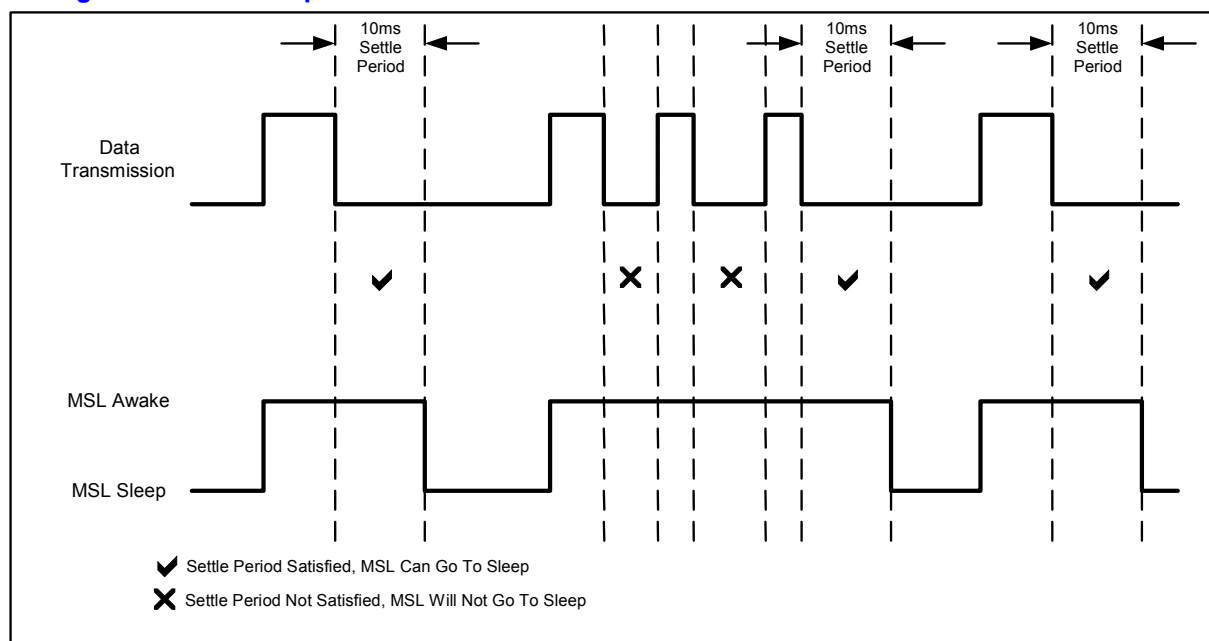 10ms
Settle
Period
10ms
Settle
Period
10ms
Settle
Period
Data
Transmission
MSL Awake
MSL Sleep
Settle Period Satisfied, MSL Can Go To Sleep
Settle Period Not Satisfied, MSL Will Not Go To Sleep